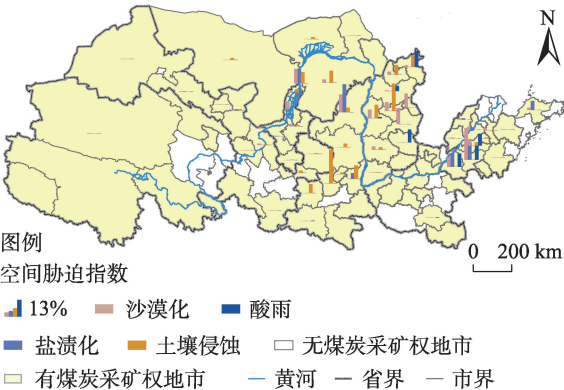 N
0 200 km
图例
空间胁迫指数
13% 沙漠化 酸雨
盐渍化 土壤侵蚀 无煤炭采矿权地市
有煤炭采矿权地市 黄河 省界 市界